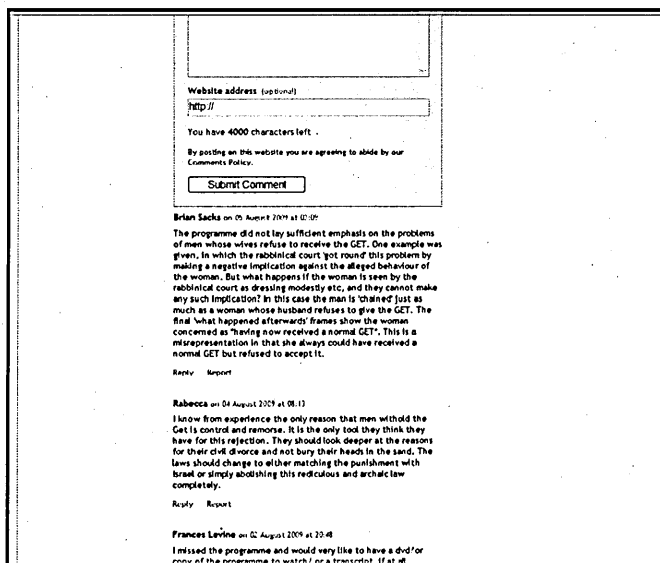 Website address (optional)
http://
You have 4000 characters left .
By posting on this website you are agreeing to abide by our
Comments Policy.
Submit Comment
Brian Sacks on 05 August 2009 at 02:09
The programme did not lay sufficient emphasis on the problems
of men whose wives refuse to receive the GET. One example was
given, in which the rabbinical court 'got round' this problem by
making a negative implication against the alleged behaviour of
the woman. But what happens if the woman is seen by the
rabbinical court as dressing modestly etc, and they cannot make
any such implication? In this case the man is 'chained' just as
much as a woman whose husband refuses to give the GET. The
final 'what happened afterwards' frames show the woman
concerned as "having now received a normal GET". This is a
misrepresentation in that she always could have received a
normal GET but refused to accept it.
Reply Report
Rabecca on 04 August 2009 at 08:13
I know from experience the only reason that men withold the
Get is control and remorse. It is the only tool they think they
have for this rejection. They should look deeper at the reasons
for their civil divorce and not bury their heads in the sand. The
laws should change to either matching the punishment with
Israel or simply abolishing this rediculous and archaic law
completely.
Reply Report
Frances Levine on 02 August 2009 at 20:48
I missed the programme and would very like to have a dvd/or
copy of the programme to watch/ or a transcript, if at all